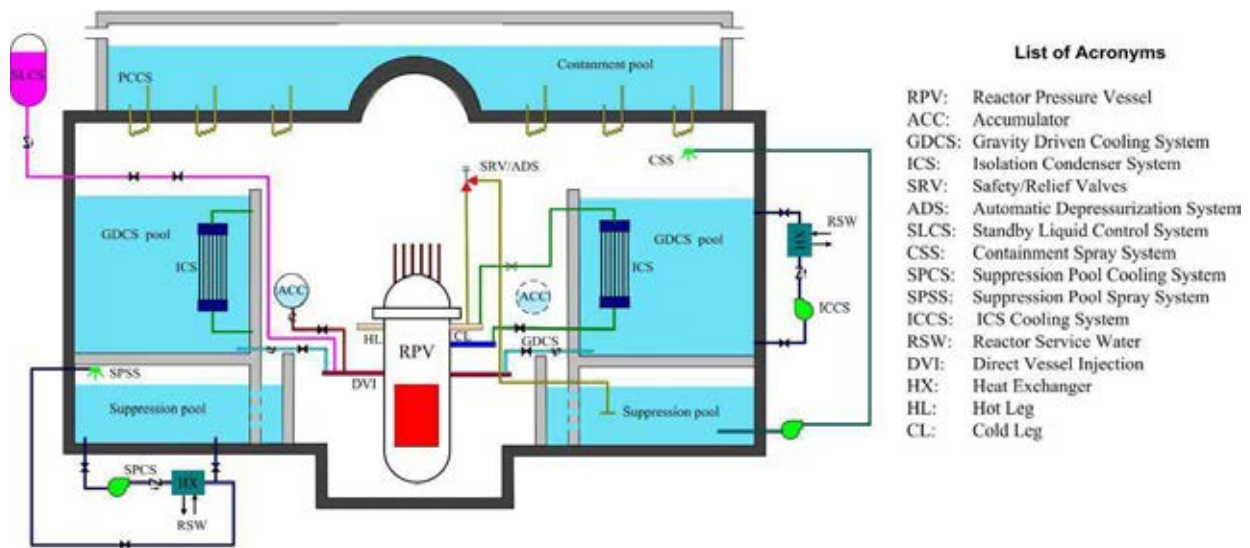 SLCS
PCCS
Contanment pool
CSS
SRV/ADS
GDCS pool
ICS
ACC
ACC
ICS
GDCS pool
HX
RSW
ICCS
HL
RPV
CL
GDCS
DVI
SPSS
Suppression pool
Suppression pool
SPCS
HX
RSW
List of Acronyms
RPV: Reactor Pressure Vessel
ACC: Accumulator
GDCS: Gravity Driven Cooling System
ICS: Isolation Condenser System
SRV: Safety/Relief Valves
ADS: Automatic Depressurization System
SLCS: Standby Liquid Control System
CSS: Containment Spray System
SPCS: Suppression Pool Cooling System
SPSS: Suppression Pool Spray System
ICCS: ICS Cooling System
RSW: Reactor Service Water
DVI: Direct Vessel Injection
HX: Heat Exchanger
HL: Hot Leg
CL: Cold Leg